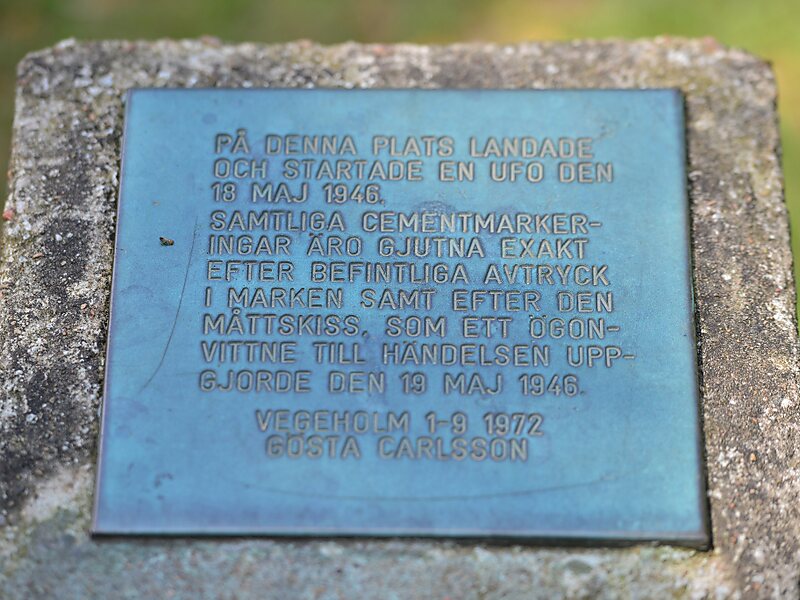 PÅ DENNA PLATS LANDADE
OCH STARTADE EN UFO DEN
18 MAJ 1946.
SAMTLIGA CEMENTMARKER-
INGAR ÄRO GJUTNA EXAKT
EFTER BEFINTLIGA AVTRYCK
I MARKEN SAMT EFTER DEN
MÅTTSKISS, SOM ETT ÖGON-
VITTNE TILL HÄNDELSEN UPP-
GJORDE DEN 19 MAJ 1946.
VEGEHOLM 1-9 1972
GÖSTA CARLSSON